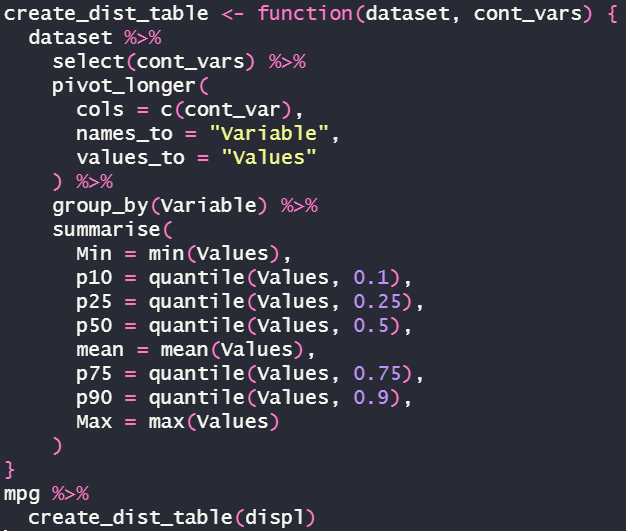 create_dist_table <- function(dataset, cont_vars) {
  dataset %>%
    select(cont_vars) %>%
    pivot_longer(
      cols = c(cont_var),
      names_to = "Variable",
      values_to = "Values"
    ) %>%
    group_by(Variable) %>%
    summarise(
      Min = min(Values),
      p10 = quantile(Values, 0.1),
      p25 = quantile(Values, 0.25),
      p50 = quantile(Values, 0.5),
      mean = mean(Values),
      p75 = quantile(Values, 0.75),
      p90 = quantile(Values, 0.9),
      Max = max(Values)
    )
}
mpg %>%
  create_dist_table(displ)